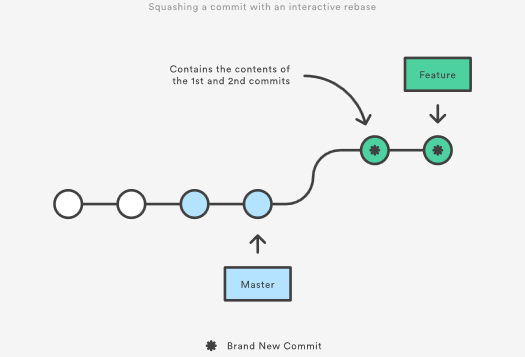 Squashing a commit with an interactive rebase
Contains the contents of
the 1st and 2nd commits
Feature
Master
Brand New Commit